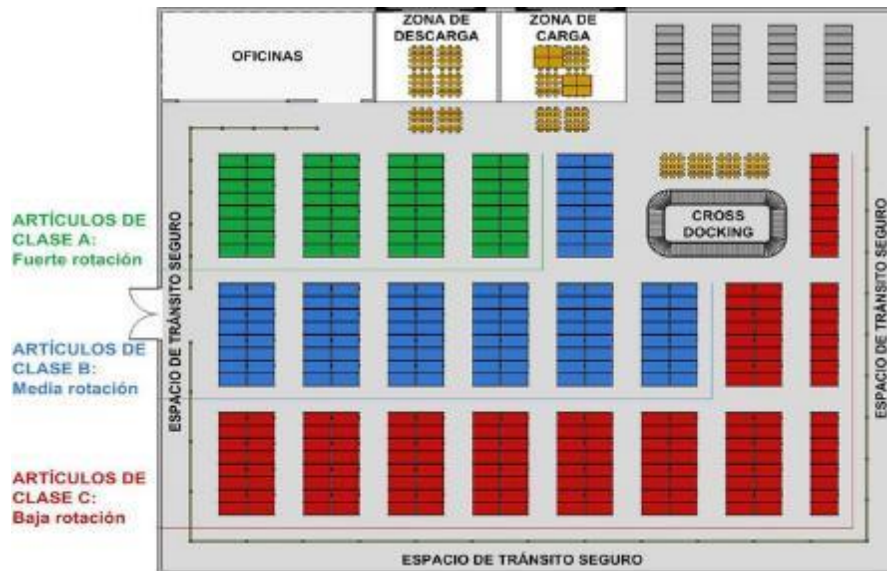 OFICINAS
ZONA DE
DESCARGA
ZONA DE
CARGA
CROSS
DOCKING
ARTÍCULOS DE
CLASE A:
Fuerte rotación
ARTÍCULOS DE
CLASE B:
Media rotación
ARTÍCULOS DE
CLASE C:
Baja rotación
ESPACIO DE TRÁNSITO SEGURO
ESPACIO DE TRÁNSITO SEGURO
ESPACIO DE TRÁNSITO SEGURO